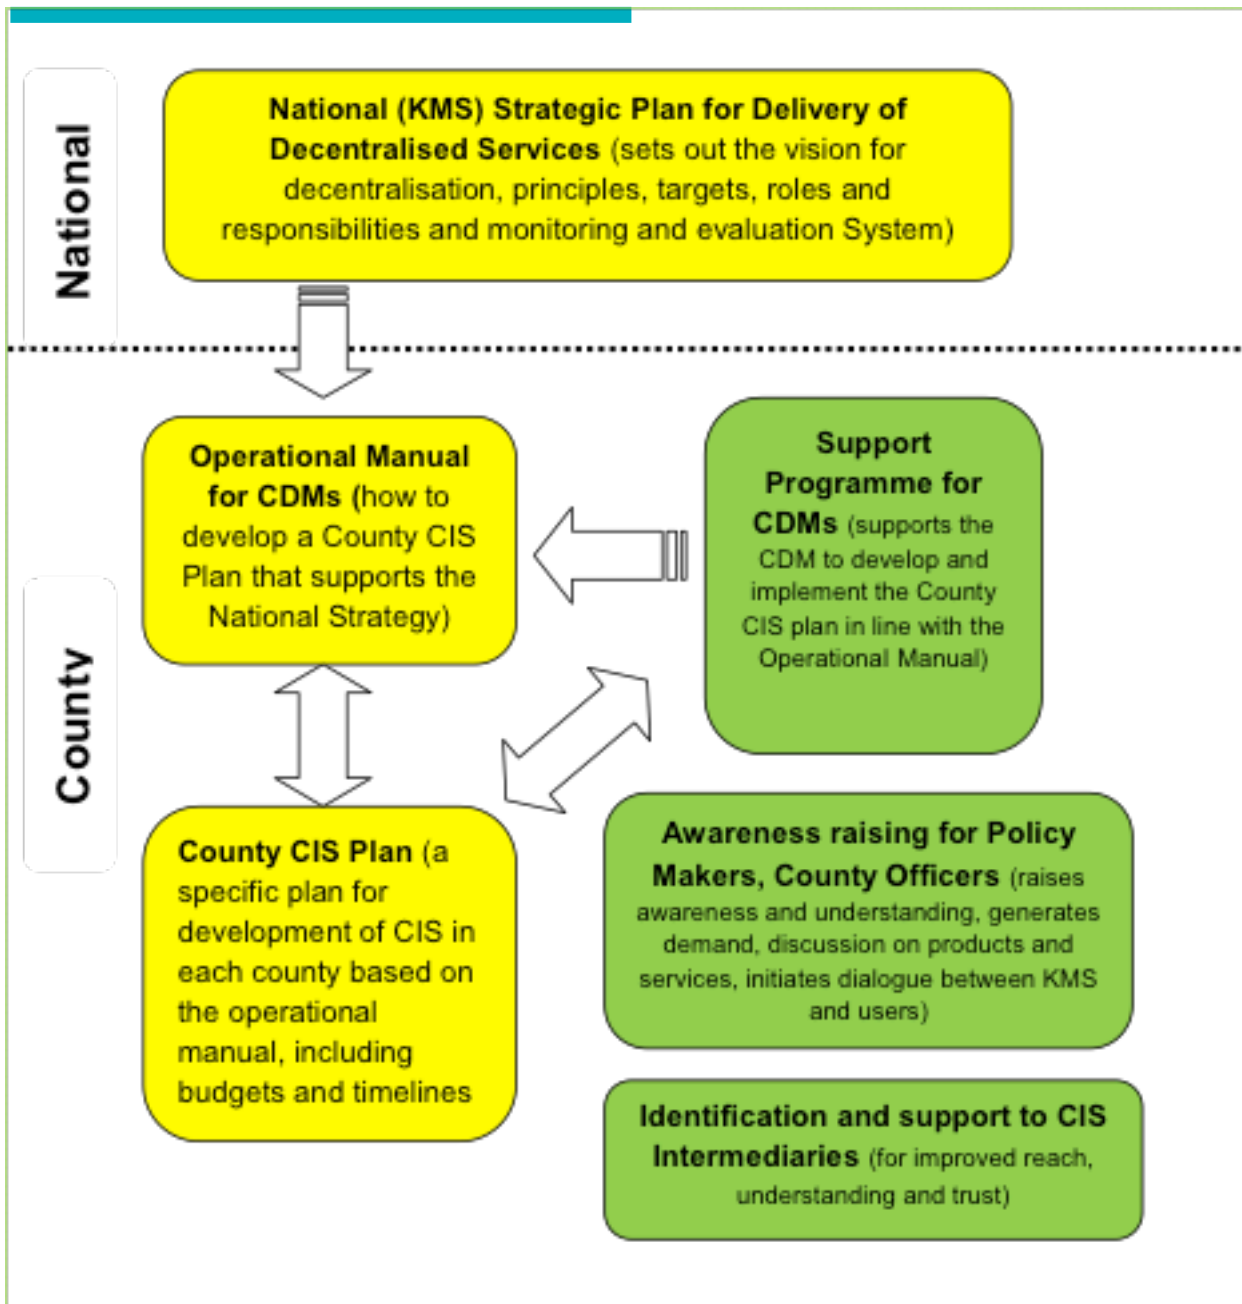 National
National (KMS) Strategic Plan for Delivery of
Decentralised Services (sets out the vision for
decentralisation, principles, targets, roles and
responsibilities and monitoring and evaluation System)
County
Operational Manual
for CDMs (how to
develop a County CIS
Plan that supports the
National Strategy)
Support
Programme for
CDMs (supports the
CDM to develop and
implement the County
CIS plan in line with the
Operational Manual)
County CIS Plan (a
specific plan for
development of CIS in
each county based on
the operational
manual, including
budgets and timelines
Awareness raising for Policy
Makers, County Officers (raises
awareness and understanding, generates
demand, discussion on products and
services, initiates dialogue between KMS
and users)
Identification and support to CIS
Intermediaries (for improved reach,
understanding and trust)